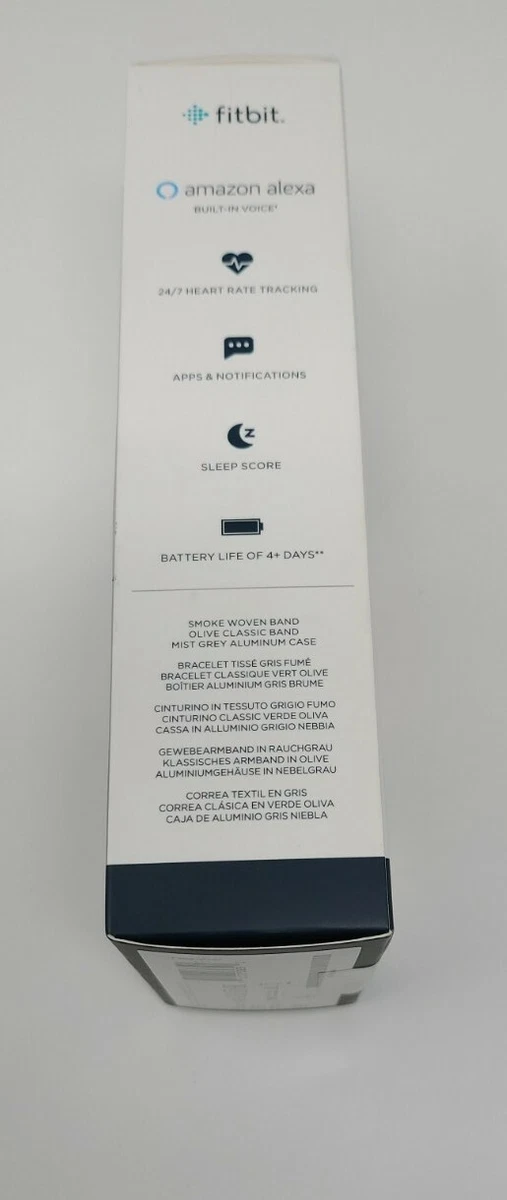 fitbit.
amazon alexa
BUILT-IN VOICE*
24/7 HEART RATE TRACKING
APPS & NOTIFICATIONS
Z
SLEEP SCORE
BATTERY LIFE OF 4+ DAYS**
SMOKE WOVEN BAND
OLIVE CLASSIC BAND
MIST GREY ALUMINUM CASE
BRACELET TISSÉ GRIS FUMÉ
BRACELET CLASSIQUE VERT OLIVE
BOÎTIER ALUMINIUM GRIS BRUME
CINTURINO IN TESSUTO GRIGIO FUMO
CINTURINO CLASSIC VERDE OLIVA
CASSA IN ALLUMINIO GRIGIO NEBBIA
GEWEBEARMBAND IN RAUCHGRAU
KLASSISCHES ARMBAND IN OLIVE
ALUMINIUMGEHÄUSE IN NEBELGRAU
CORREA TEXTIL EN GRIS
CORREA CLÁSICA EN VERDE OLIVA
CAJA DE ALUMINIO GRIS NIEBLA